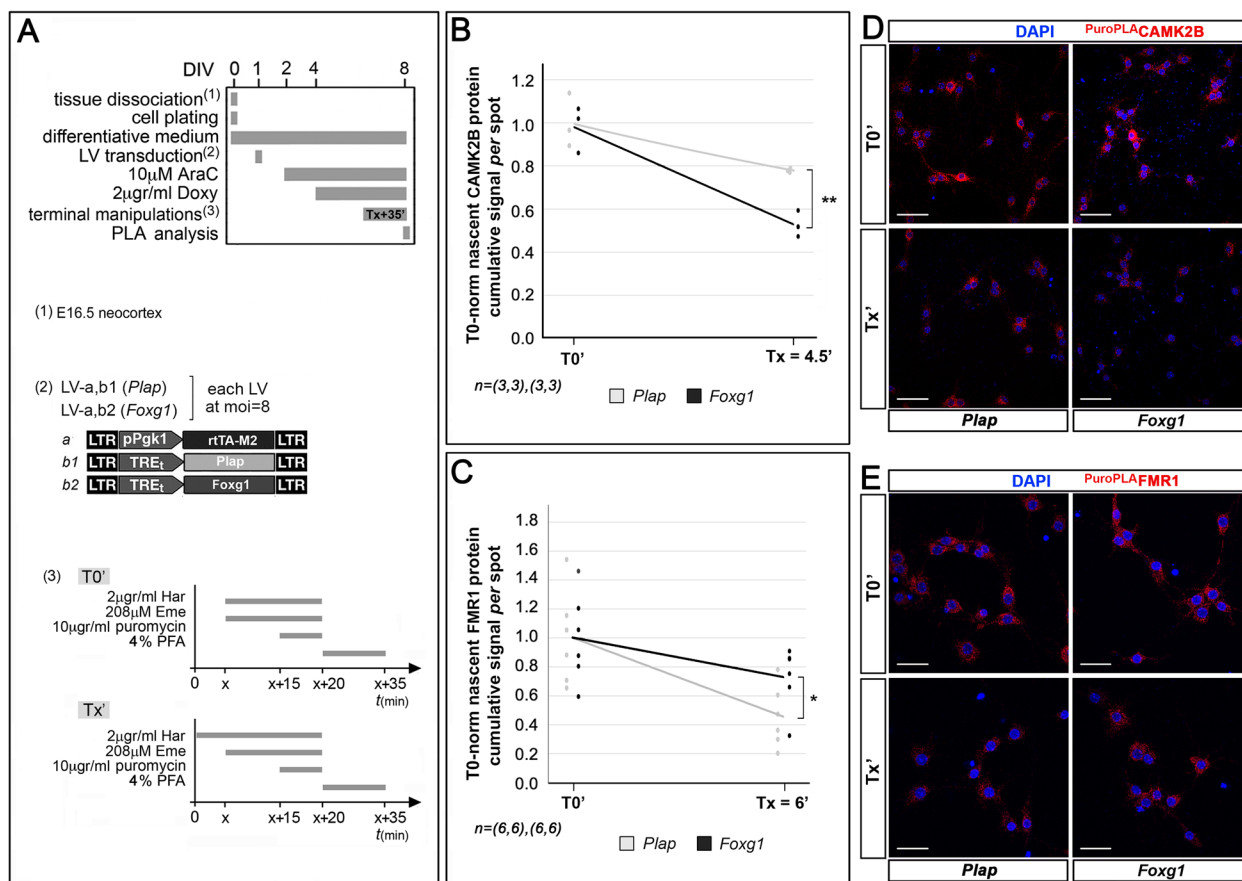 A
DIV
0 1 2 4 8
tissue dissociation(1)
cell plating
differentiative medium
LV transduction(2)
10μM AraC
2μgr/ml Doxy
terminal manipulations(3)
Tx+35'
PLA analysis
(1) E16.5 neocortex
(2) LV-a,b1 (Plap)
LV-a,b2 (Foxg1)
each LV
at moi=8
a LTR pPgk1 rtTA-M2 LTR
b1 LTR TREt Plap LTR
b2 LTR TREt Foxg1 LTR
(3) T0'
2μgr/ml Har
208μM Eme
10μgr/ml puromycin
4% PFA
0 x x+15 x+20 x+35
t(min)
Tx'
2μgr/ml Har
208μM Eme
10μgr/ml puromycin
4% PFA
0 x x+15 x+20 x+35
t(min)
B
T0-norm nascent CAMK2B protein
cumulative signal per spot
1.2
1.0
0.8
0.6
0.4
0.2
0.0
**
T0' Tx = 4.5'
n=(3,3),(3,3)
Plap Foxg1
C
T0-norm nascent FMR1 protein
cumulative signal per spot
1.8
1.6
1.4
1.2
1.0
0.8
0.6
0.4
0.2
0.0
*
T0' Tx = 6'
n=(6,6),(6,6)
Plap Foxg1
D
DAPI PuroPLACAMK2B
T0'
Tx'
Plap Foxg1
E
DAPI PuroPLAFMR1
T0'
Tx'
Plap Foxg1